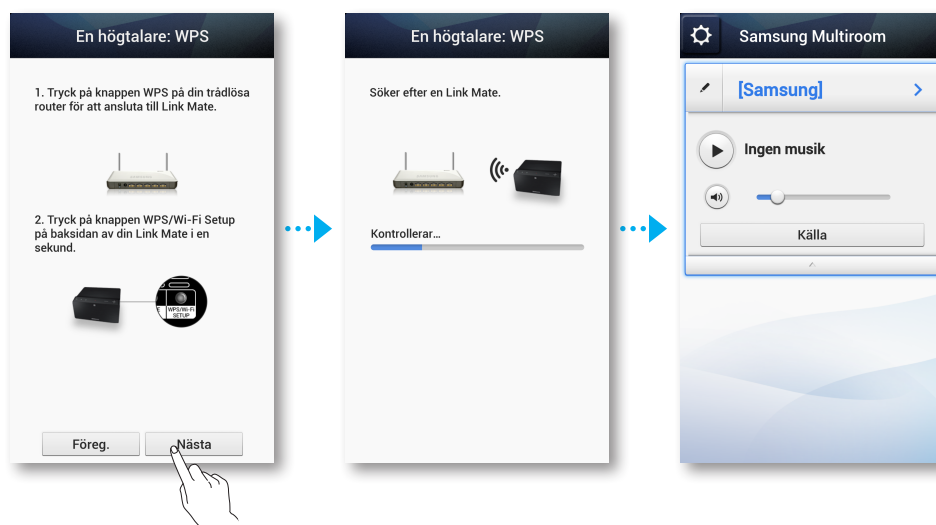 En högtalare: WPS
1. Tryck på knappen WPS på din trådlösa
router för att ansluta till Link Mate.
2. Tryck på knappen WPS/Wi-Fi Setup
på baksidan av din Link Mate i en
sekund.
WPS/Wi-Fi
SETUP
Föreg.
Nästa
En högtalare: WPS
Söker efter en Link Mate.
Kontrollerar...
Samsung Multiroom
[Samsung]
Ingen musik
Källa